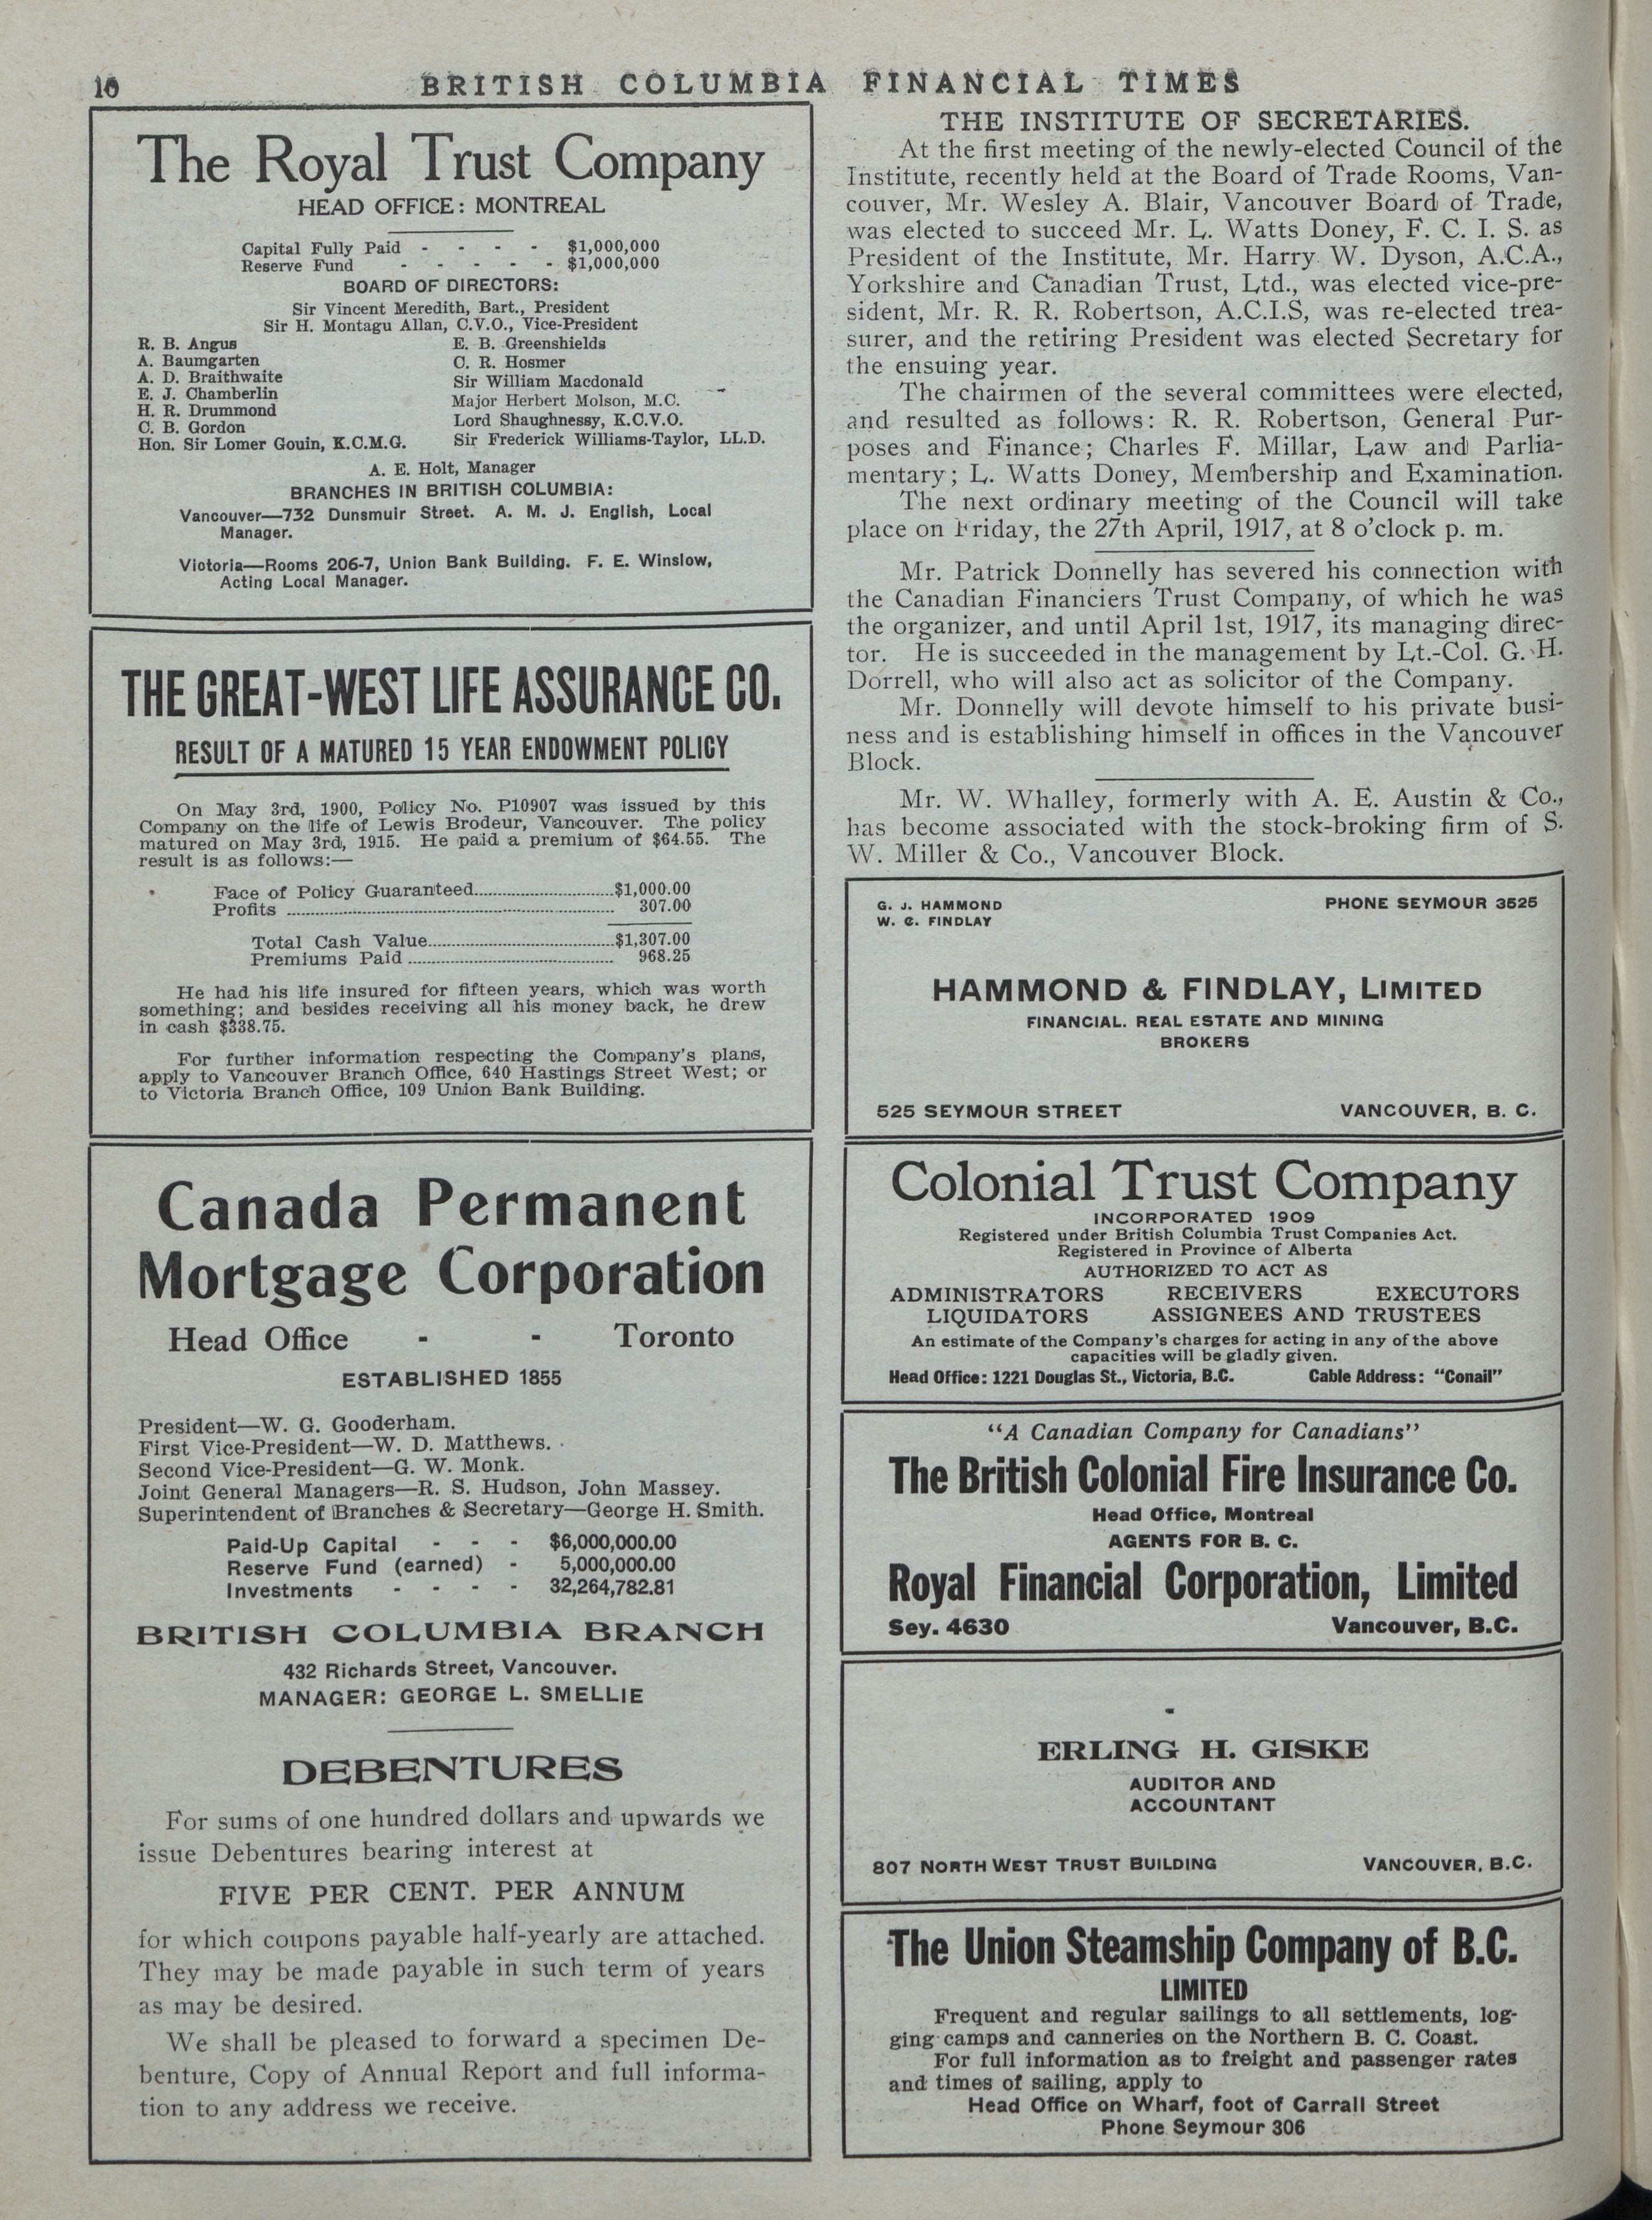 10
BRITISH COLUMBIA FINANCIAL TIMES
The Royal Trust Company
HEAD OFFICE: MONTREAL
Capital Fully Paid - - - - $1,000,000
Reserve Fund - - - - - $1,000,000
BOARD OF DIRECTORS:
Sir Vincent Meredith, Bart., President
Sir H. Montagu Allan, C.V.O., Vice-President
R. B. Angus
A. Baumgarten
A. D. Braithwaite
E. J. Chamberlin
H. R. Drummond
C. B. Gordon
Hon. Sir Lomer Gouin, K.C.M.G.
E. B. Greenshields
C. R. Hosmer
Sir William Macdonald
Major Herbert Molson, M.C.
Lord Shaughnessy, K.C.V.O.
Sir Frederick Williams-Taylor, LL.D.
A. E. Holt, Manager
BRANCHES IN BRITISH COLUMBIA:
Vancouver—732 Dunsmuir Street. A. M. J. English, Local
Manager.
Victoria—Rooms 206-7, Union Bank Building. F. E. Winslow,
Acting Local Manager.
THE GREAT-WEST LIFE ASSURANCE CO.
RESULT OF A MATURED 15 YEAR ENDOWMENT POLICY
On May 3rd, 1900, Policy No. P10907 was issued by this
Company on the life of Lewis Brodeur, Vancouver. The policy
matured on May 3rd, 1915. He paid a premium of $64.55. The
result is as follows:—
Face of Policy Guaranteed..............................$1,000.00
Profits .............................. 307.00
Total Cash Value..............................$1,307.00
Premiums Paid .............................. 968.25
He had his life insured for fifteen years, which was worth
something; and besides receiving all his money back, he drew
in cash $338.75.
For further information respecting the Company's plans,
apply to Vancouver Branch Office, 640 Hastings Street West; or
to Victoria Branch Office, 109 Union Bank Building.
Canada Permanent
Mortgage Corporation
Head Office - - Toronto
ESTABLISHED 1855
President—W. G. Gooderham.
First Vice-President—W. D. Matthews.
Second Vice-President—G. W. Monk.
Joint General Managers—R. S. Hudson, John Massey.
Superintendent of Branches & Secretary—George H. Smith.
Paid-Up Capital - - - $6,000,000.00
Reserve Fund (earned) - 5,000,000.00
Investments - - - - 32,264,782.81
BRITISH COLUMBIA BRANCH
432 Richards Street, Vancouver.
MANAGER: GEORGE L. SMELLIE
DEBENTURES
For sums of one hundred dollars and upwards we
issue Debentures bearing interest at
FIVE PER CENT. PER ANNUM
for which coupons payable half-yearly are attached.
They may be made payable in such term of years
as may be desired.
We shall be pleased to forward a specimen De-
benture, Copy of Annual Report and full informa-
tion to any address we receive.
THE INSTITUTE OF SECRETARIES.
At the first meeting of the newly-elected Council of the
Institute, recently held at the Board of Trade Rooms, Van-
couver, Mr. Wesley A. Blair, Vancouver Board of Trade,
was elected to succeed Mr. L. Watts Doney, F. C. I. S. as
President of the Institute, Mr. Harry W. Dyson, A.C.A.,
Yorkshire and Canadian Trust, Ltd., was elected vice-pre-
sident, Mr. R. R. Robertson, A.C.I.S, was re-elected trea-
surer, and the retiring President was elected Secretary for
the ensuing year.
The chairmen of the several committees were elected,
and resulted as follows: R. R. Robertson, General Pur-
poses and Finance; Charles F. Millar, Law and Parlia-
mentary; L. Watts Doney, Membership and Examination.
The next ordinary meeting of the Council will take
place on Friday, the 27th April, 1917, at 8 o'clock p. m.
Mr. Patrick Donnelly has severed his connection with
the Canadian Financiers Trust Company, of which he was
the organizer, and until April 1st, 1917, its managing direc-
tor. He is succeeded in the management by Lt.-Col. G. H.
Dorrell, who will also act as solicitor of the Company.
Mr. Donnelly will devote himself to his private busi-
ness and is establishing himself in offices in the Vancouver
Block.
Mr. W. Whalley, formerly with A. E. Austin & Co.,
has become associated with the stock-broking firm of S.
W. Miller & Co., Vancouver Block.
G. J. HAMMOND
W. C. FINDLAY
PHONE SEYMOUR 3525
HAMMOND & FINDLAY, LIMITED
FINANCIAL. REAL ESTATE AND MINING
BROKERS
525 SEYMOUR STREET VANCOUVER, B. C.
Colonial Trust Company
INCORPORATED 1909
Registered under British Columbia Trust Companies Act.
Registered in Province of Alberta
AUTHORIZED TO ACT AS
ADMINISTRATORS RECEIVERS EXECUTORS
LIQUIDATORS ASSIGNEES AND TRUSTEES
An estimate of the Company's charges for acting in any of the above
capacities will be gladly given.
Head Office: 1221 Douglas St., Victoria, B.C. Cable Address: "Conail"
"A Canadian Company for Canadians"
The British Colonial Fire Insurance Co.
Head Office, Montreal
AGENTS FOR B. C.
Royal Financial Corporation, Limited
Sey. 4630 Vancouver, B.C.
ERLING H. GISKE
AUDITOR AND
ACCOUNTANT
807 NORTH WEST TRUST BUILDING VANCOUVER, B.C.
The Union Steamship Company of B.C.
LIMITED
Frequent and regular sailings to all settlements, log-
ging camps and canneries on the Northern B. C. Coast.
For full information as to freight and passenger rates
and times of sailing, apply to
Head Office on Wharf, foot of Carrall Street
Phone Seymour 306